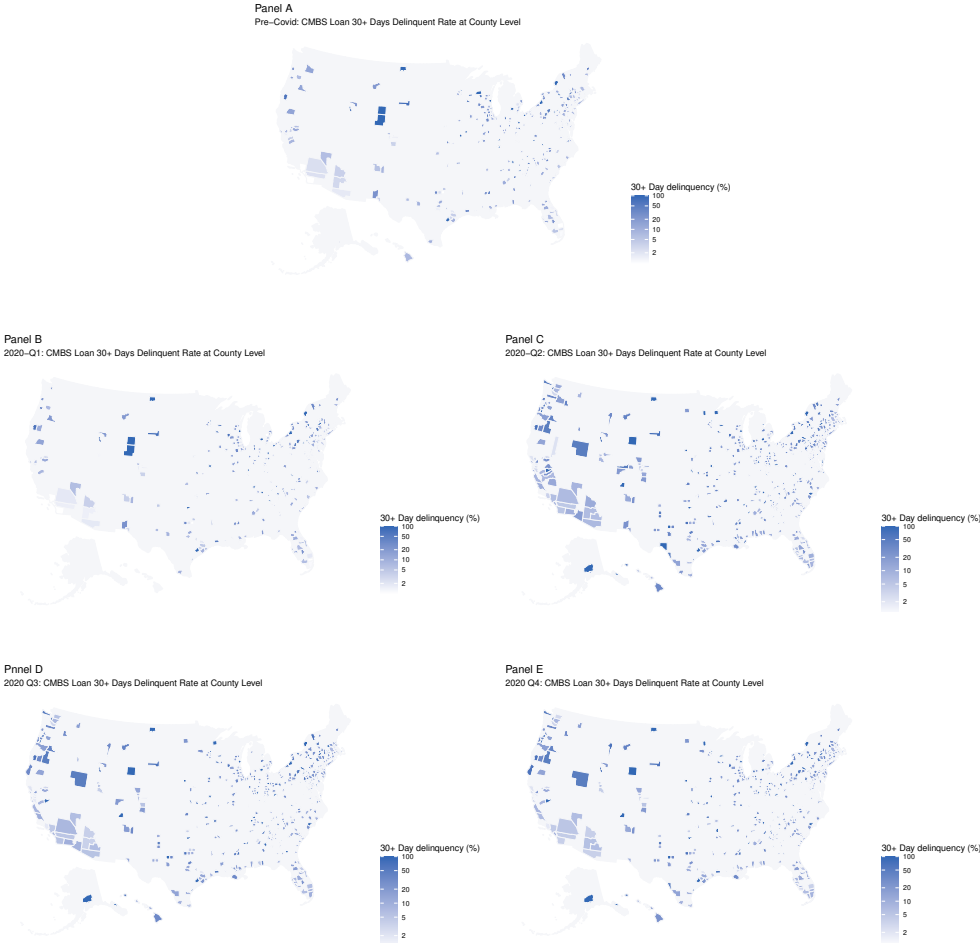 Panel A
Pre−Covid: CMBS Loan 30+ Days Delinquent Rate at County Level
30+ Day delinquency (%)
100
50
20
10
5
2
Panel B
2020−Q1: CMBS Loan 30+ Days Delinquent Rate at County Level
30+ Day delinquency (%)
100
50
20
10
5
2
Panel C
2020−Q2: CMBS Loan 30+ Days Delinquent Rate at County Level
30+ Day delinquency (%)
100
50
20
10
5
2
Pnnel D
2020 Q3: CMBS Loan 30+ Days Delinquent Rate at County Level
30+ Day delinquency (%)
100
50
20
10
5
2
Panel E
2020 Q4: CMBS Loan 30+ Days Delinquent Rate at County Level
30+ Day delinquency (%)
100
50
20
10
5
2